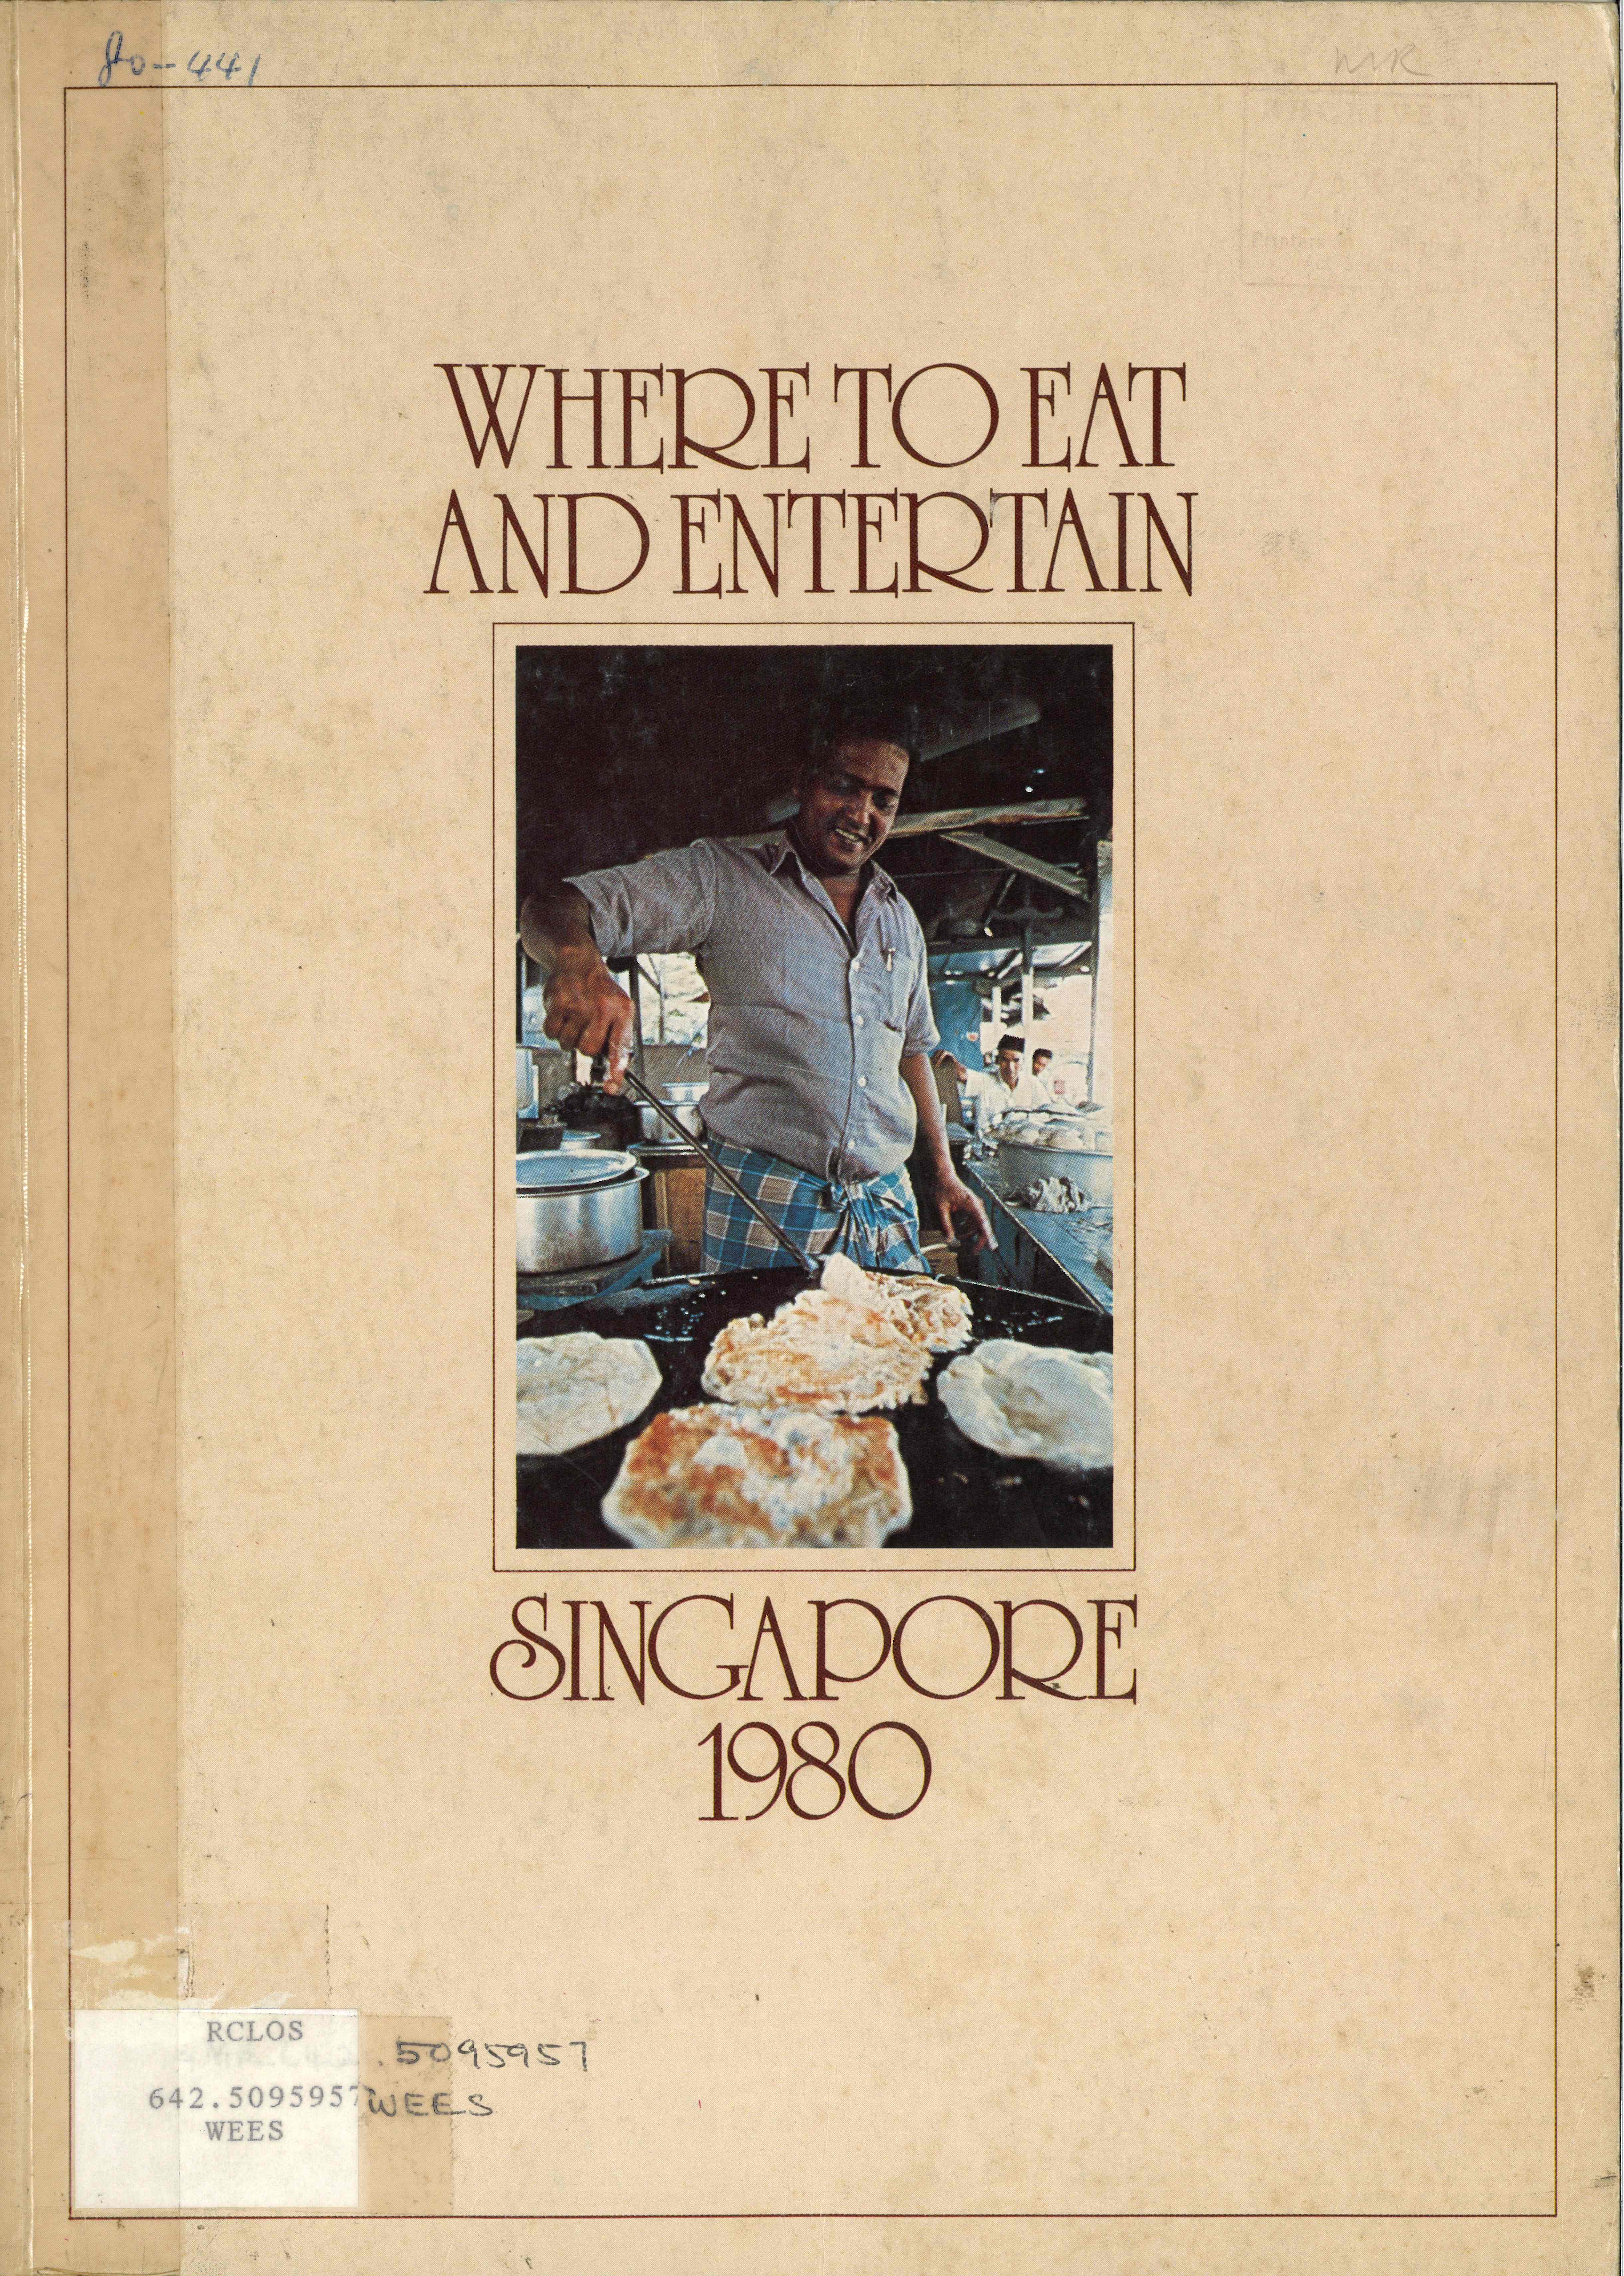 80-441
WHERE TO EAT
AND ENTERTAIN
SINGAPORE
1980
RCLOS
.5095957
642.5095957
WEES
WEES